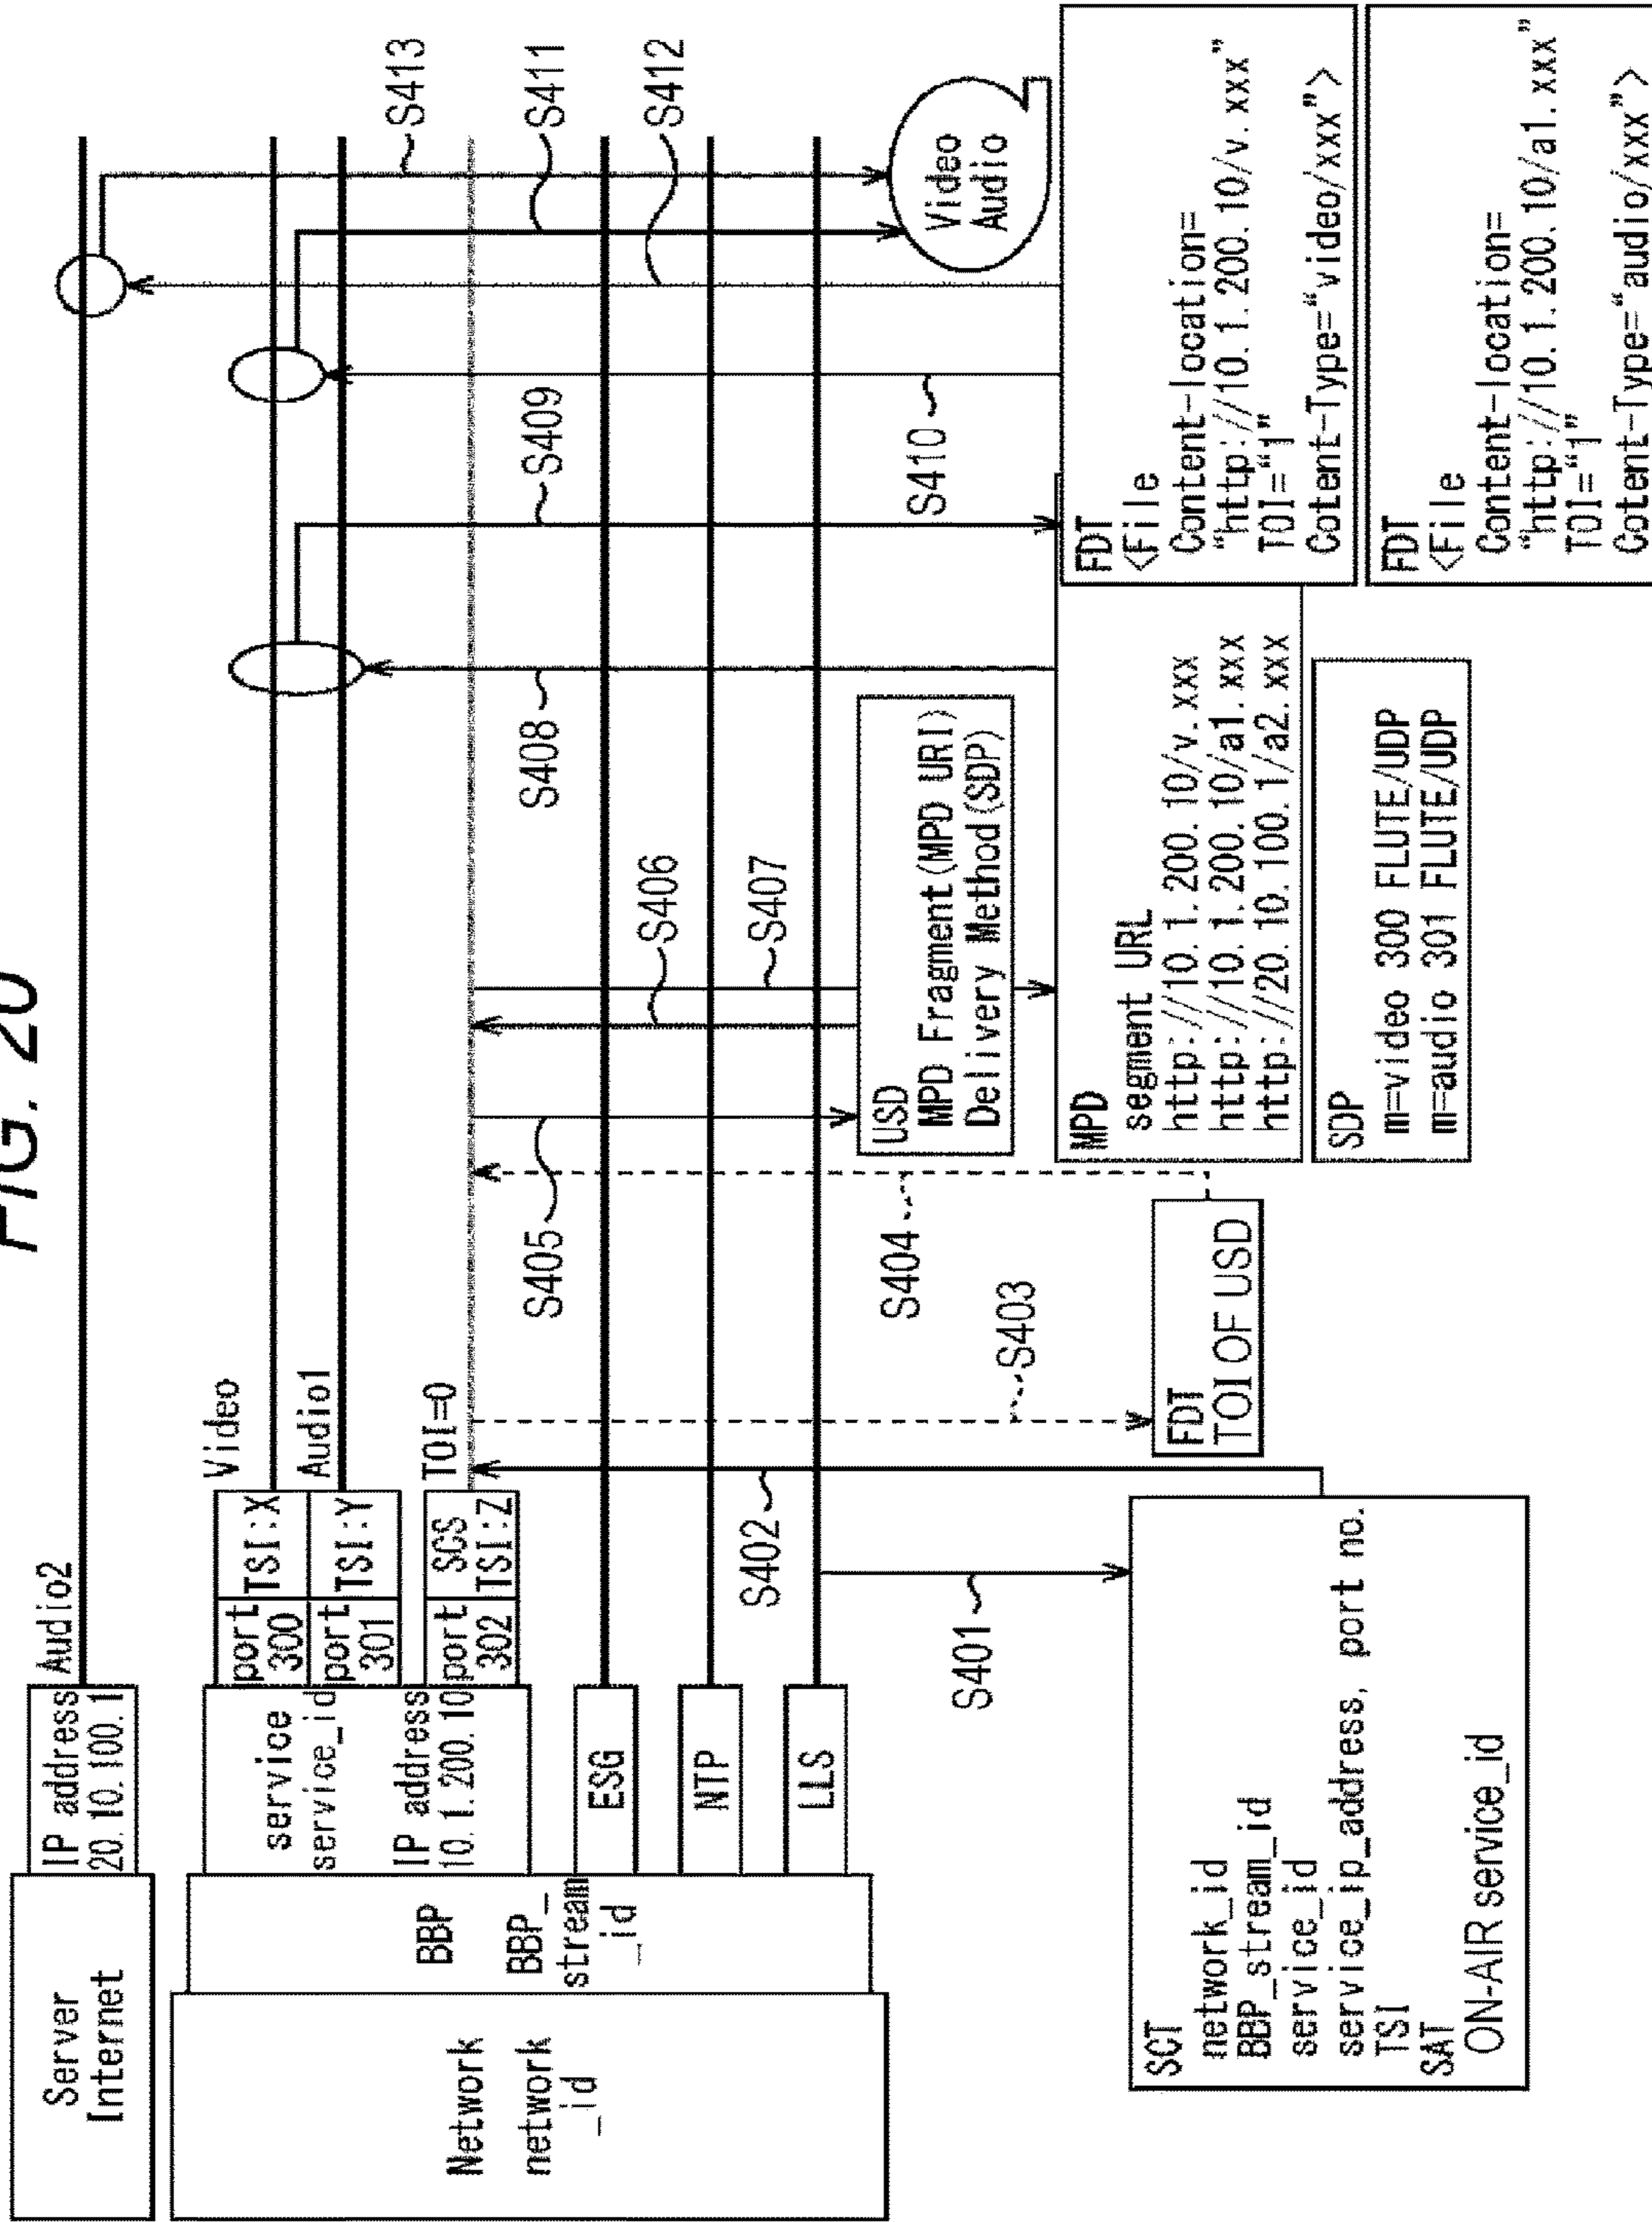 FIG. 20
Server
Internet
IP address
20. 10. 100. 1
Audio2
Network
network
_id
BBP
BBP_
stream
_id
service
service_id
IP address
10. 1. 200. 10
port
300
TSI:X
Video
port
301
TSI:Y
Audio1
port
302
SCS
TSI:Z
TOI=0
ESG
NTP
LLS
S401
S402
S403
S404
S405
S406
S407
S408
S409
S410
S411
S412
S413
SCT
network_id
BBP_stream_id
service_id
service_ip_address, port no.
TSI
SAT
ON-AIR service_id
FDT
TOI OF USD
USD
MPD Fragment(MPD URI)
Delivery Method(SDP)
MPD
segment URL
http://10. 1. 200. 10/v. xxx
http://10. 1. 200. 10/a1. xxx
http://20. 10. 100. 1/a2. xxx
SDP
m=video 300 FLUTE/UDP
m=audio 301 FLUTE/UDP
Video
Audio
FDT
<File
Content-location=
“http://10. 1. 200. 10/v. xxx”
TOI=“1”
Cotent-Type=“video/xxx”>
FDT
<File
Content-location=
“http://10. 1. 200. 10/a1. xxx”
TOI=“1”
Cotent-Type=“audio/xxx”>